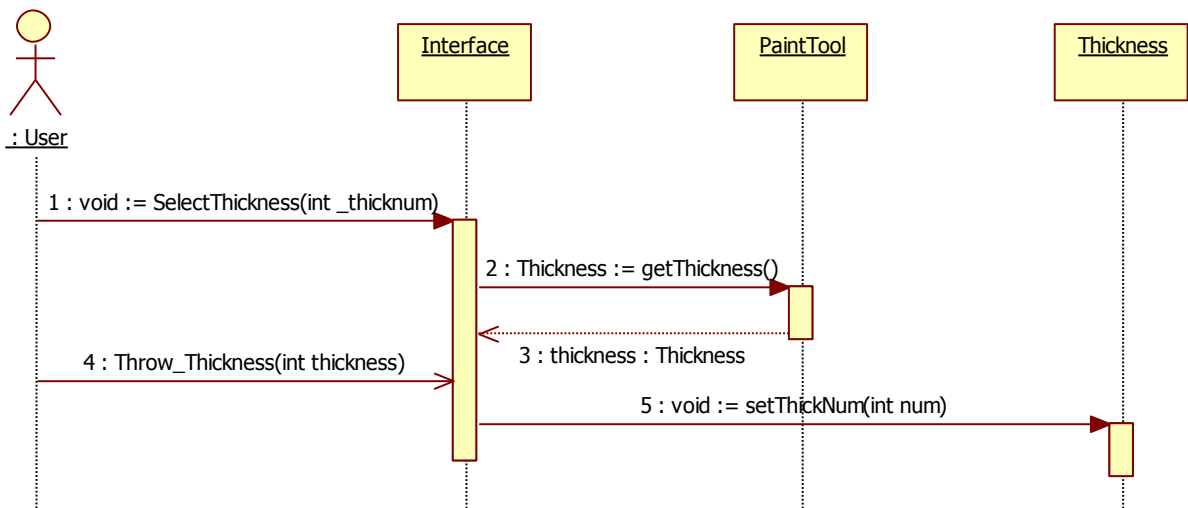 Interface
PaintTool
Thickness
: User
1 : void := SelectThickness(int _thicknum)
2 : Thickness := getThickness()
3 : thickness : Thickness
4 : Throw_Thickness(int thickness)
5 : void := setThickNum(int num)